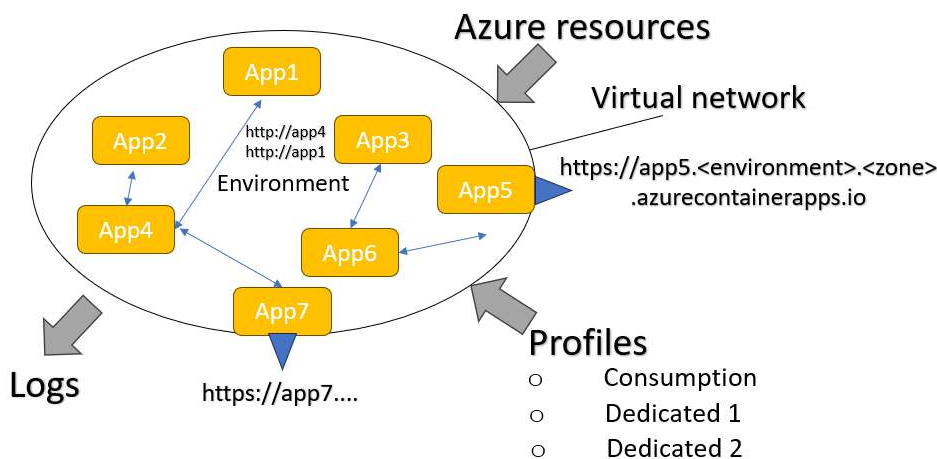 Azure resources
App1
Virtual network
http://app4
http://app1
App2
App3
Environment
https://app5.<environment>.<zone>
.azurecontainerapps.io
App5
App4
App6
App7
Profiles
Logs
https://app7....
o Consumption
o Dedicated 1
o Dedicated 2